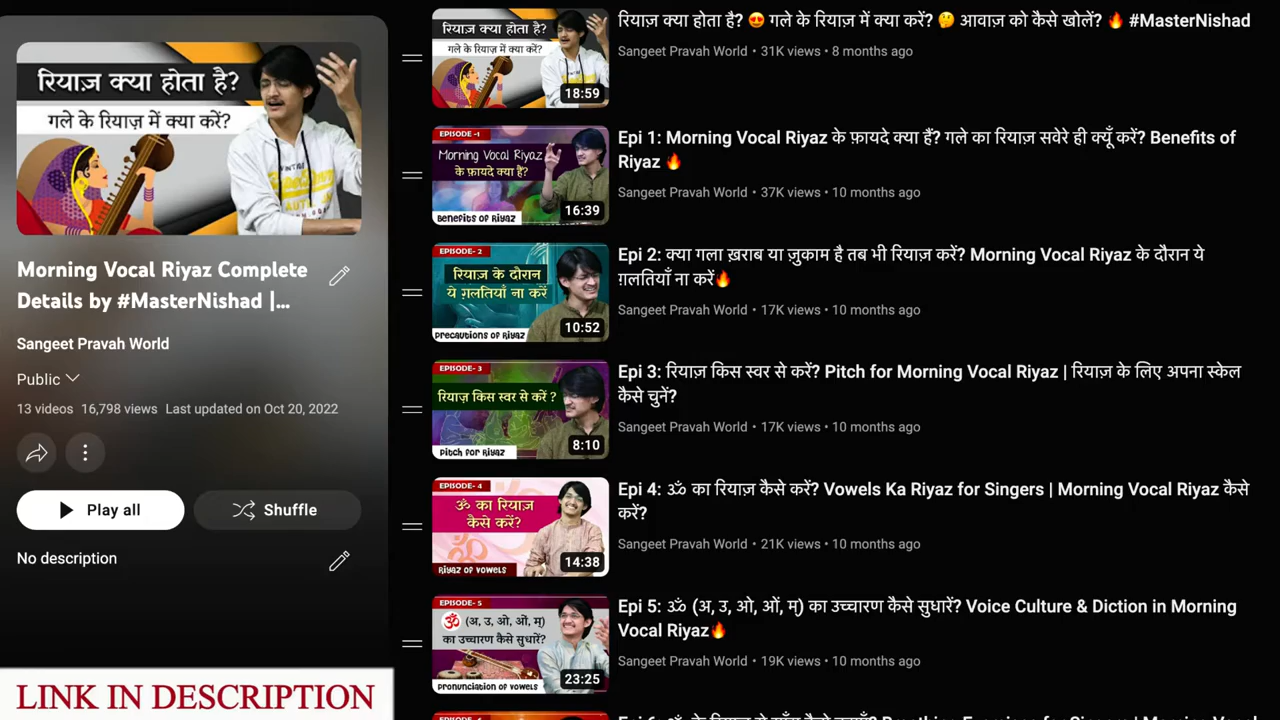 रियाज़ क्या होता है?
गले के रियाज़ में क्या करें?
Morning Vocal Riyaz Complete
Details by #MasterNishad |...
Sangeet Pravah World
Public
13 videos 16,798 views Last updated on Oct 20, 2022
Play all
Shuffle
No description
LINK IN DESCRIPTION
रियाज़ क्या होता है?
गले के रियाज़ में क्या करें?
18:59
रियाज़ क्या होता है? 😍 गले के रियाज़ में क्या करें? 🤔 आवाज़ को कैसे खोलें? 🔥 #MasterNishad
Sangeet Pravah World • 31K views • 8 months ago
EPISODE -1
Morning Vocal Riyaz
के फ़ायदे क्या हैं?
Benefits of Riyaz
16:39
Epi 1: Morning Vocal Riyaz के फ़ायदे क्या हैं? गले का रियाज़ सवेरे ही क्यूँ करें? Benefits of
Riyaz 🔥
Sangeet Pravah World • 37K views • 10 months ago
EPISODE- 2
रियाज़ के दौरान
ये ग़लतियाँ ना करें
Precautions of Riyaz
10:52
Epi 2: क्या गला ख़राब या ज़ुकाम है तब भी रियाज़ करें? Morning Vocal Riyaz के दौरान ये
ग़लतियाँ ना करें🔥
Sangeet Pravah World • 17K views • 10 months ago
EPISODE- 3
रियाज़ किस स्वर से करें ?
Pitch for Riyaz
8:10
Epi 3: रियाज़ किस स्वर से करें? Pitch for Morning Vocal Riyaz | रियाज़ के लिए अपना स्केल
कैसे चुनें?
Sangeet Pravah World • 17K views • 10 months ago
EPISODE- 4
ॐ का रियाज़
कैसे करें?
Riyaz of Vowels
14:38
Epi 4: ॐ का रियाज़ कैसे करें? Vowels Ka Riyaz for Singers | Morning Vocal Riyaz कैसे
करें?
Sangeet Pravah World • 21K views • 10 months ago
EPISODE- 5
ॐ (अ, उ, ओ, ओं, म्)
का उच्चारण कैसे सुधारें?
Pronunciation of Vowels
23:25
Epi 5: ॐ (अ, उ, ओ, ओं, म्) का उच्चारण कैसे सुधारें? Voice Culture & Diction in Morning
Vocal Riyaz🔥
Sangeet Pravah World • 19K views • 10 months ago